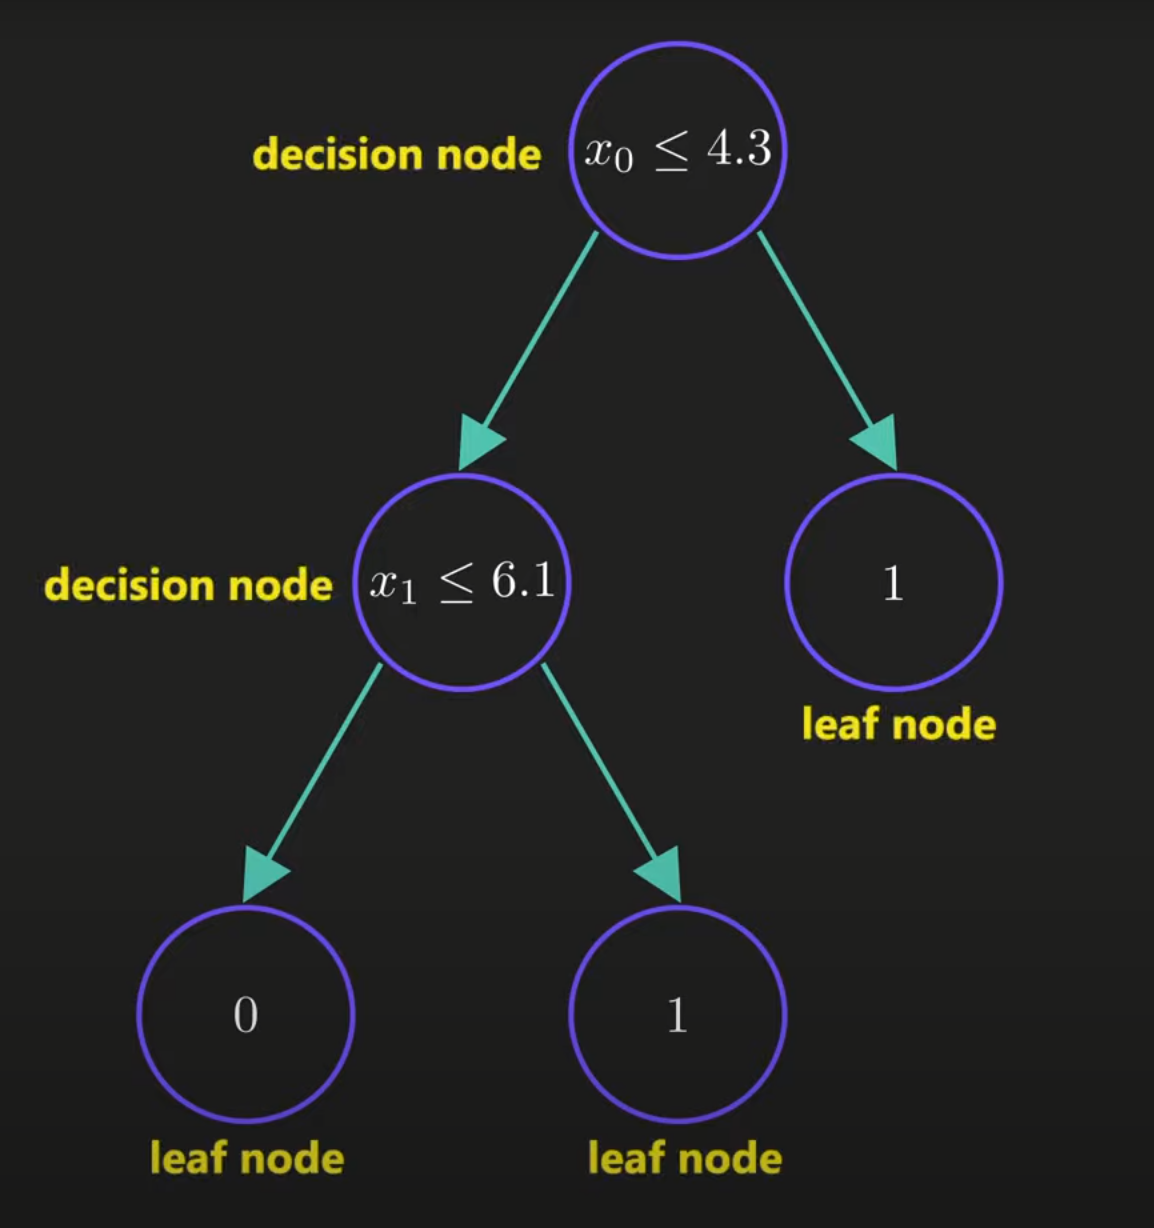 decision node
x₀ ≤ 4.3
decision node
x₁ ≤ 6.1
1
leaf node
0
1
leaf node
leaf node